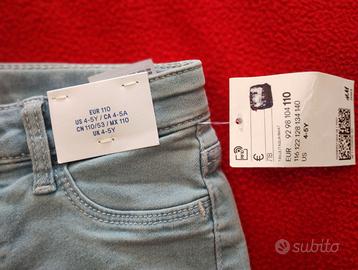 EUR 110
US 4-5Y / CA 4-5A
CN 110/53 / MX 110
UK 4-5Y
H&M
EUR 92 98 104 110
116 122 128 134 140
US 4-5Y
subito